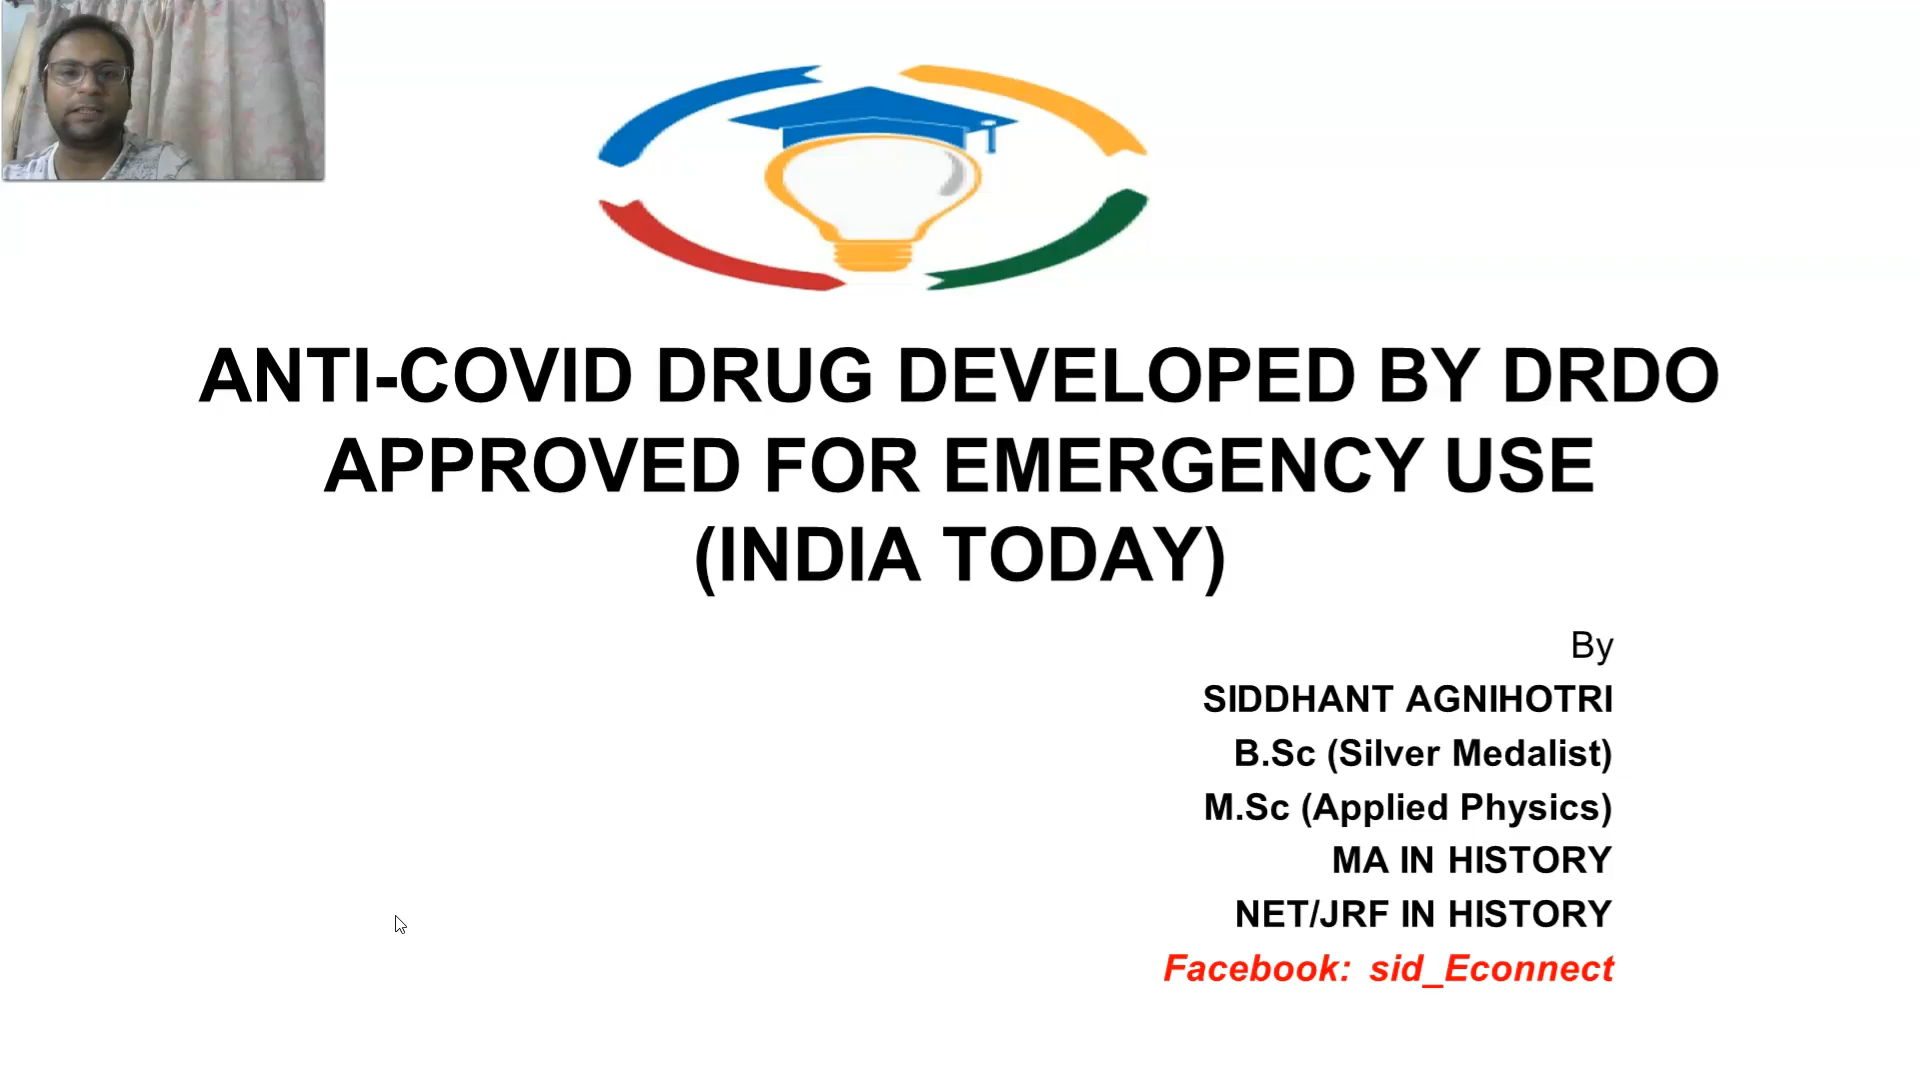 ANTI-COVID DRUG DEVELOPED BY DRDO
APPROVED FOR EMERGENCY USE
(INDIA TODAY)
By
SIDDHANT AGNIHOTRI
B.Sc (Silver Medalist)
M.Sc (Applied Physics)
MA IN HISTORY
NET/JRF IN HISTORY
Facebook: sid_Econnect